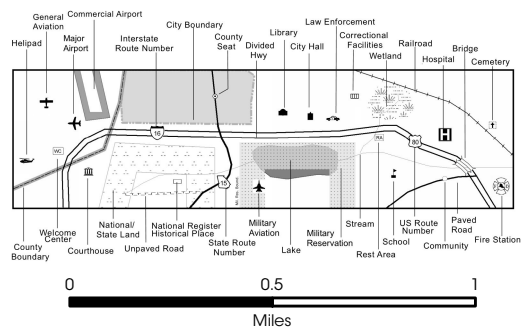 General
Aviation
Commercial Airport
Helipad
Major
Airport
Interstate
Route Number
City Boundary
County
Seat
Divided
Hwy
Library
City Hall
Law Enforcement
Correctional
Facilities
Wetland
Railroad
Hospital
Bridge
Cemetery
16
WC
RA
80
H
15
County
Boundary
Welcome
Center
Courthouse
National/
State Land
Unpaved Road
National Register
Historical Place
State Route
Number
Military
Aviation
Lake
Military
Reservation
Stream
Rest Area
School
US Route
Number
Community
Paved
Road
Fire Station
0
0.5
1
Miles